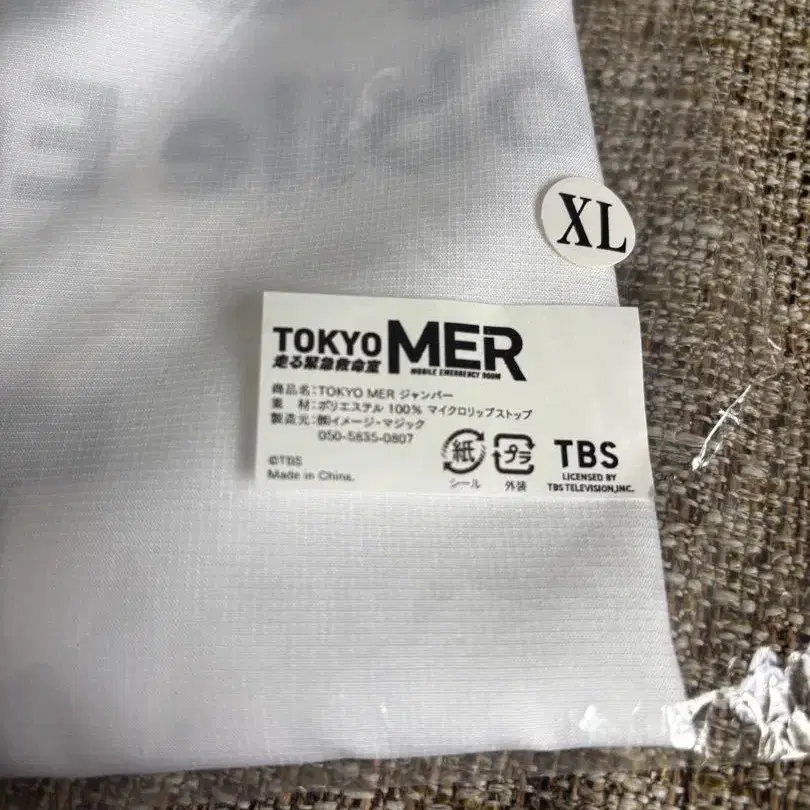 XL
TOKYO MER
走る緊急救命室 MOBILE EMERGENCY ROOM
商品名:TOKYO MER ジャンパー
素 材:ポリエステル 100% マイクロリップストップ
製造元:㈱イメージ・マジック
050-5835-0807
©TBS
Made in China.
紙
シール
プラ
外装
TBS
LICENSED BY
TBS TELEVISION,INC.